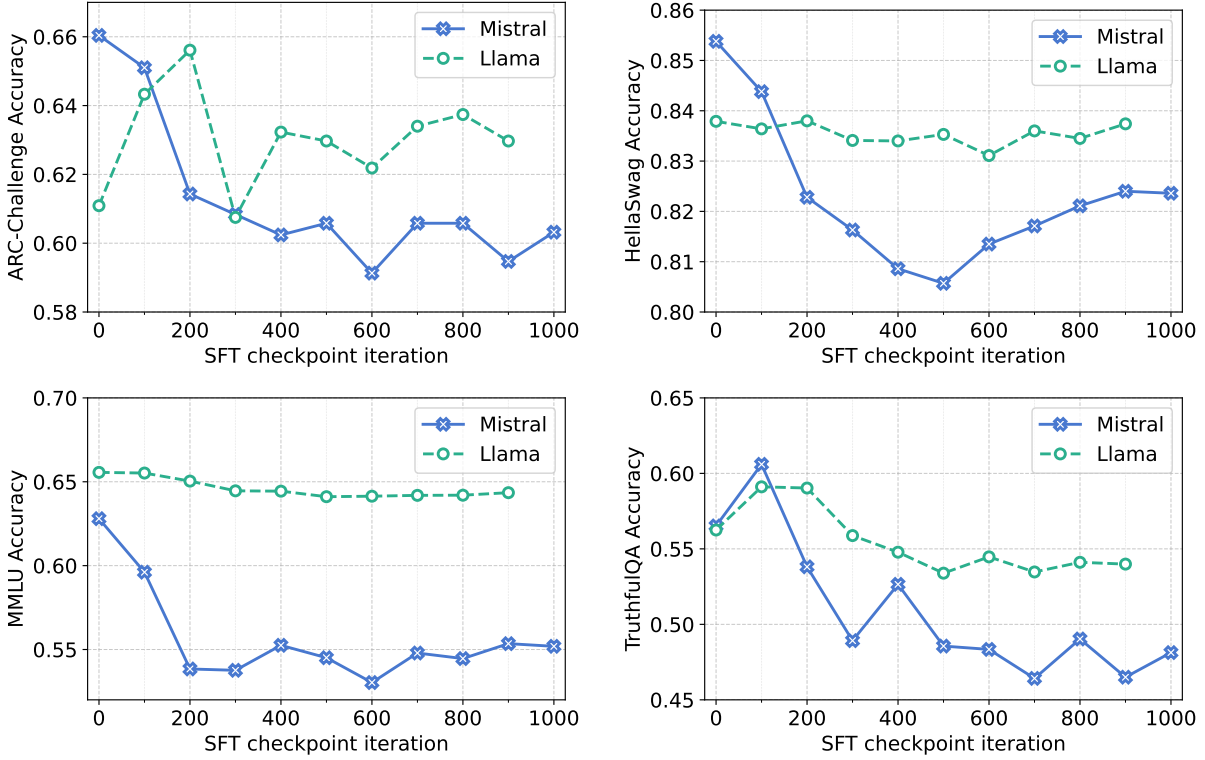 ARC-Challenge Accuracy
0.66
0.64
0.62
0.60
0.58
0 200 400 600 800 1000
SFT checkpoint iteration
Mistral
Llama
HellaSwag Accuracy
0.86
0.85
0.84
0.83
0.82
0.81
0.80
0 200 400 600 800 1000
SFT checkpoint iteration
Mistral
Llama
MMLU Accuracy
0.70
0.65
0.60
0.55
0 200 400 600 800 1000
SFT checkpoint iteration
Mistral
Llama
TruthfulQA Accuracy
0.65
0.60
0.55
0.50
0.45
0 200 400 600 800 1000
SFT checkpoint iteration
Mistral
Llama